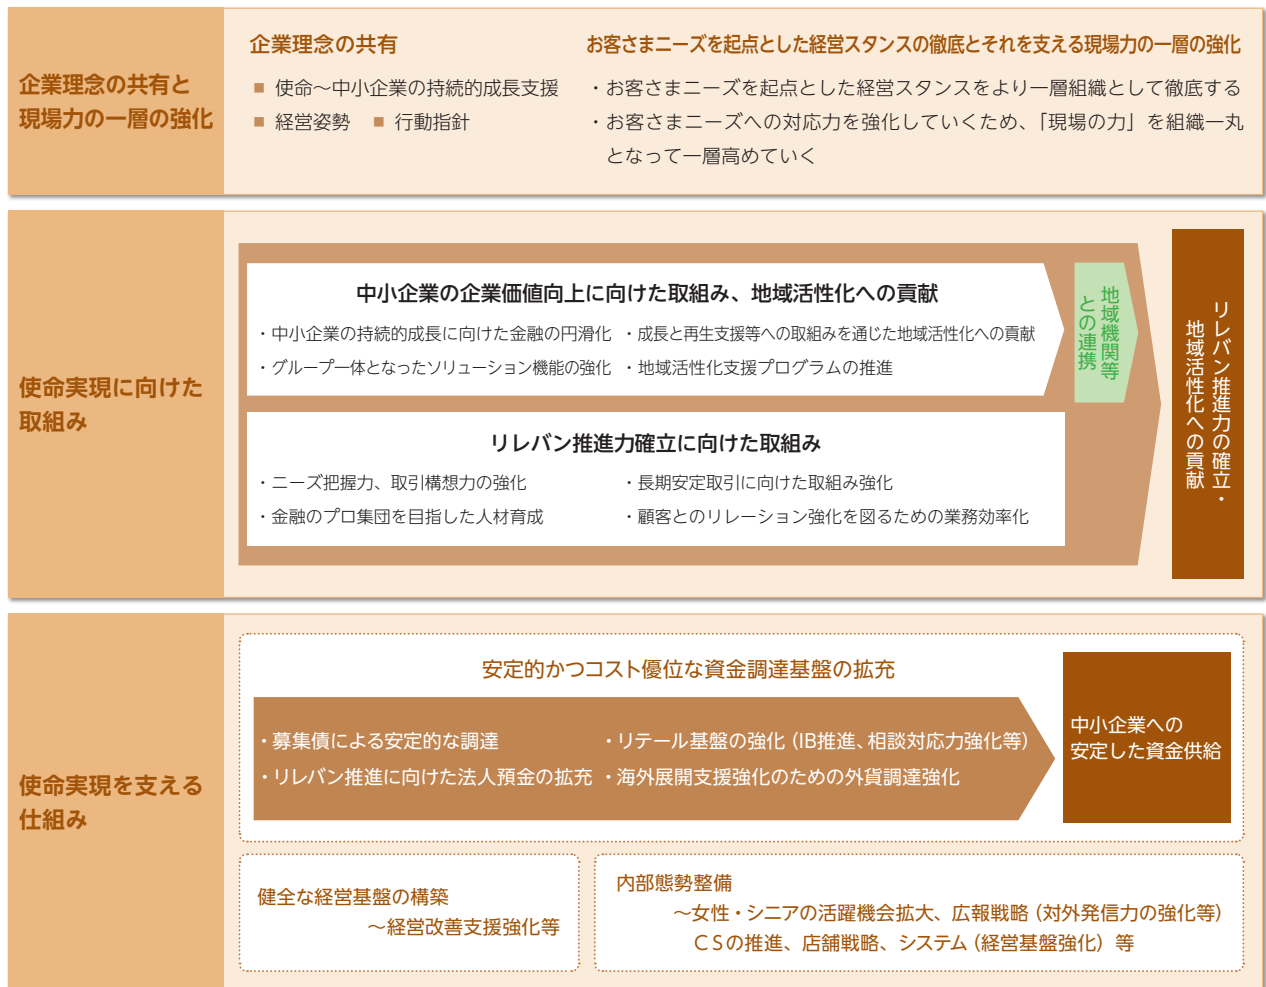 企業理念の共有と
現場力の一層の強化
企業理念の共有
■ 使命～中小企業の持続的成長支援
■ 経営姿勢 ■ 行動指針
お客さまニーズを起点とした経営スタンスの徹底とそれを支える現場力の一層の強化
・お客さまニーズを起点とした経営スタンスをより一層組織として徹底する
・お客さまニーズへの対応力を強化していくため、「現場の力」を組織一丸
となって一層高めていく
使命実現に向けた
取組み
中小企業の企業価値向上に向けた取組み、地域活性化への貢献
・中小企業の持続的成長に向けた金融の円滑化 ・成長と再生支援等への取組みを通じた地域活性化への貢献
・グループ一体となったソリューション機能の強化 ・地域活性化支援プログラムの推進
リレバン推進力確立に向けた取組み
・ニーズ把握力、取引構想力の強化 ・長期安定取引に向けた取組み強化
・金融のプロ集団を目指した人材育成 ・顧客とのリレーション強化を図るための業務効率化
地域機関等
との連携
リレバン推進力の確立・
地域活性化への貢献
使命実現を支える
仕組み
安定的かつコスト優位な資金調達基盤の拡充
・募集債による安定的な調達 ・リテール基盤の強化（IB推進、相談対応力強化等）
・リレバン推進に向けた法人預金の拡充 ・海外展開支援強化のための外貨調達強化
中小企業への
安定した資金供給
健全な経営基盤の構築
～経営改善支援強化等
内部態勢整備
～女性・シニアの活躍機会拡大、広報戦略（対外発信力の強化等）
ＣＳの推進、店舗戦略、システム（経営基盤強化）等